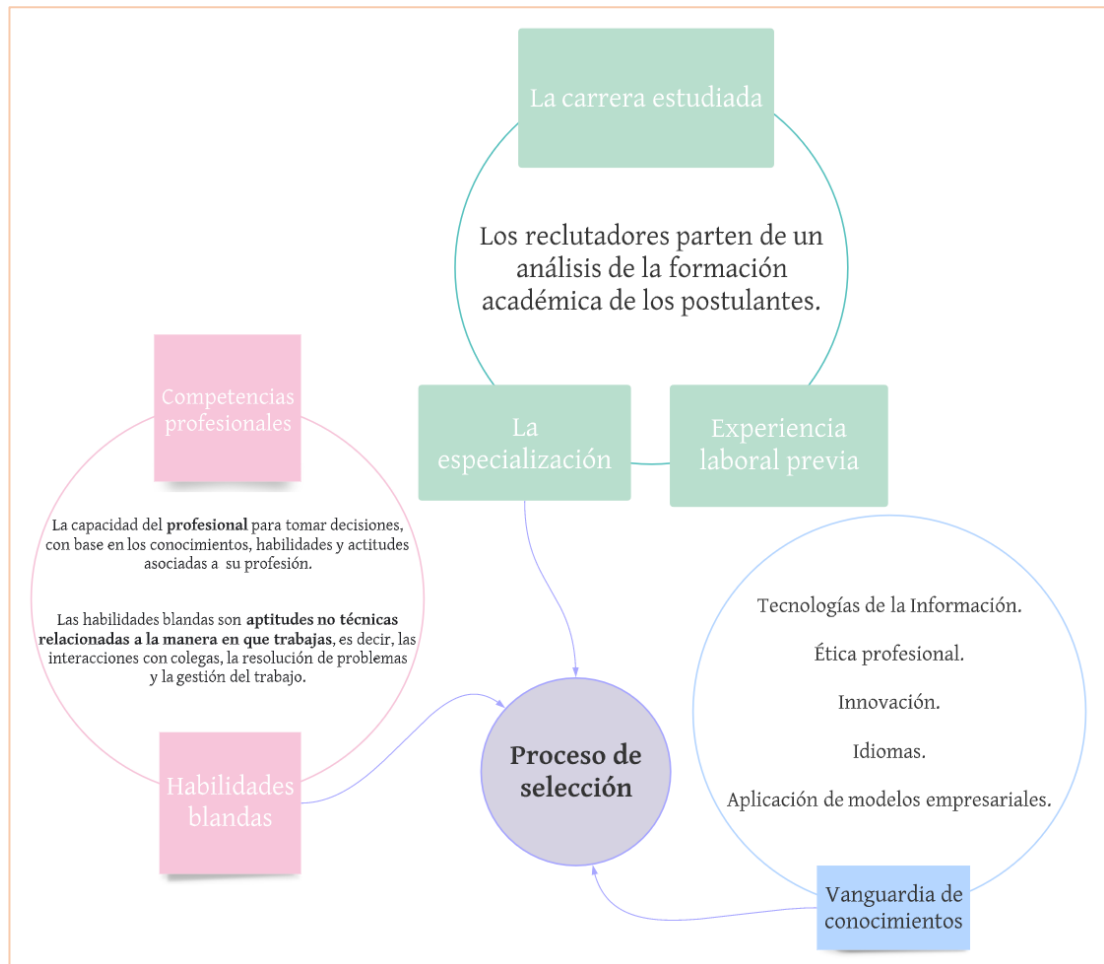 La carrera estudiada
Los reclutadores parten de un
análisis de la formación
académica de los postulantes.
La
especialización
Experiencia
laboral previa
Competencias
profesionales
La capacidad del profesional para tomar decisiones,
con base en los conocimientos, habilidades y actitudes
asociadas a su profesión.
Las habilidades blandas son aptitudes no técnicas
relacionadas a la manera en que trabajas, es decir, las
interacciones con colegas, la resolución de problemas
y la gestión del trabajo.
Habilidades
blandas
Proceso de
selección
Tecnologías de la Información.
Ética profesional.
Innovación.
Idiomas.
Aplicación de modelos empresariales.
Vanguardia de
conocimientos